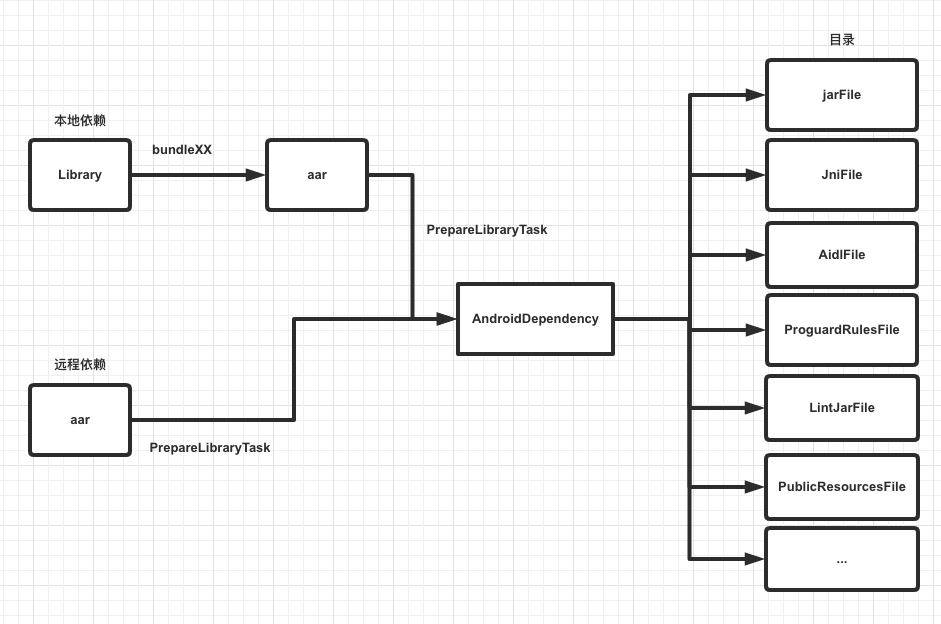 目录
jarFile
本地依赖
bundleXX
Library
aar
JniFile
PrepareLibraryTask
AidlFile
AndroidDependency
ProguardRulesFile
远程依赖
aar
LintJarFile
PrepareLibraryTask
PublicResourcesFile
...